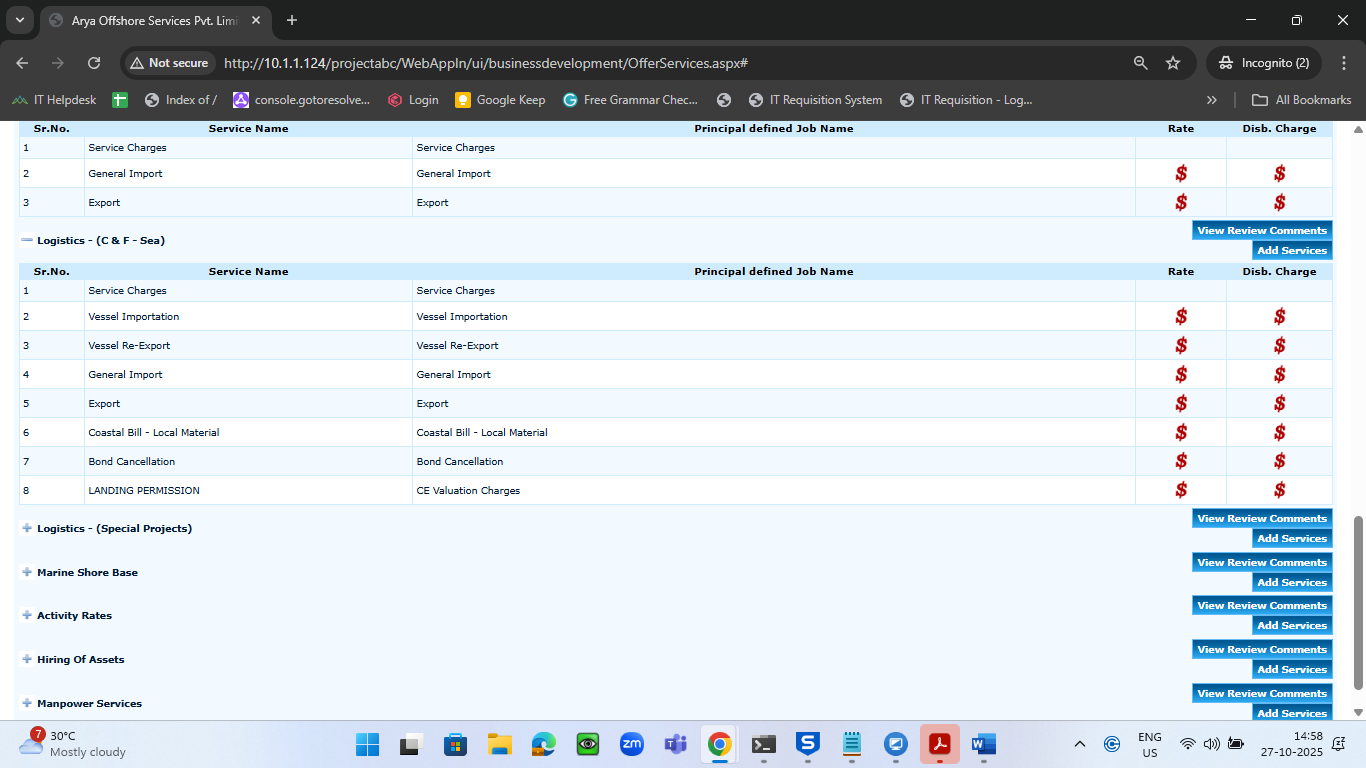 Arya Offshore Services Pvt. Limi
Not secure http://10.1.1.124/projectabc/WebAppIn/ui/businessdevelopment/OfferServices.aspx# Incognito (2)
IT Helpdesk Index of / console.gotoresolve... Login Google Keep Free Grammar Chec... IT Requisition System IT Requisition - Log... » All Bookmarks
Sr.No. Service Name Principal defined Job Name Rate Disb. Charge
1 Service Charges Service Charges
2 General Import General Import $ $
3 Export Export $ $
View Review Comments
Logistics - (C & F - Sea)
Add Services
Sr.No. Service Name Principal defined Job Name Rate Disb. Charge
1 Service Charges Service Charges
2 Vessel Importation Vessel Importation $ $
3 Vessel Re-Export Vessel Re-Export $ $
4 General Import General Import $ $
5 Export Export $ $
6 Coastal Bill - Local Material Coastal Bill - Local Material $ $
7 Bond Cancellation Bond Cancellation $ $
8 LANDING PERMISSION CE Valuation Charges $ $
View Review Comments
Logistics - (Special Projects)
Add Services
View Review Comments
Marine Shore Base
Add Services
View Review Comments
Activity Rates
Add Services
View Review Comments
Hiring Of Assets
Add Services
View Review Comments
Manpower Services
Add Services
7 30°C
Mostly cloudy
zm
ENG
US
14:58
27-10-2025